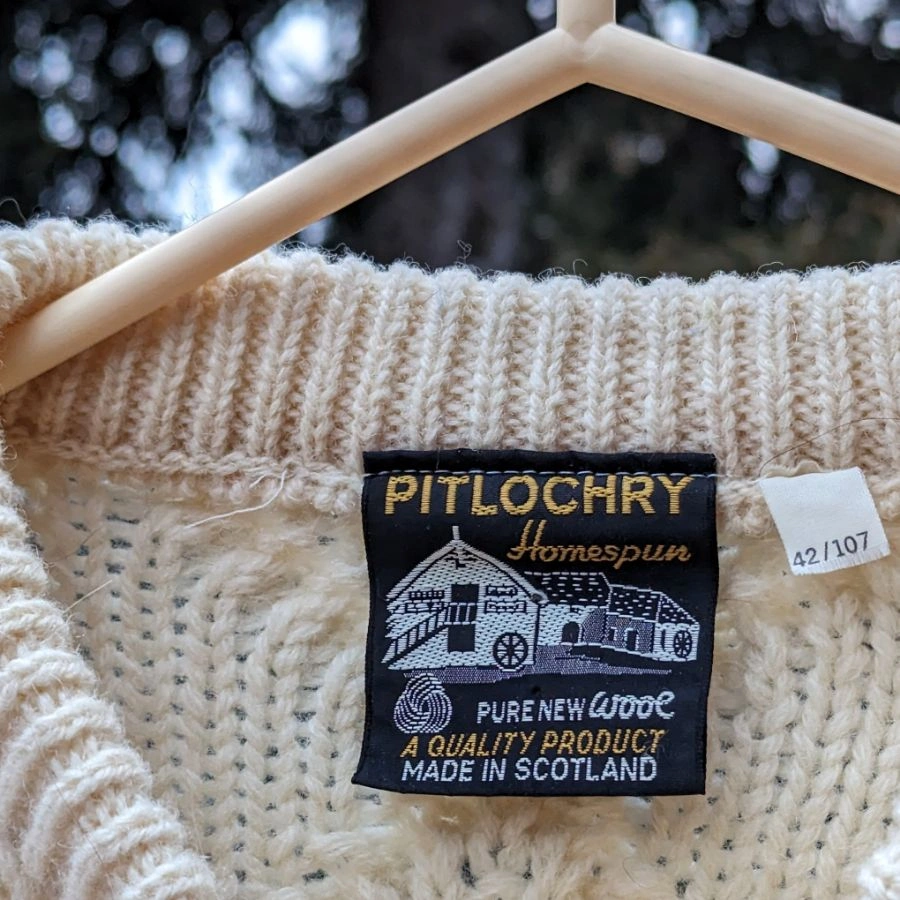 PITLOCHRY
Homespun
PURE NEW wool
A QUALITY PRODUCT
MADE IN SCOTLAND
42/107